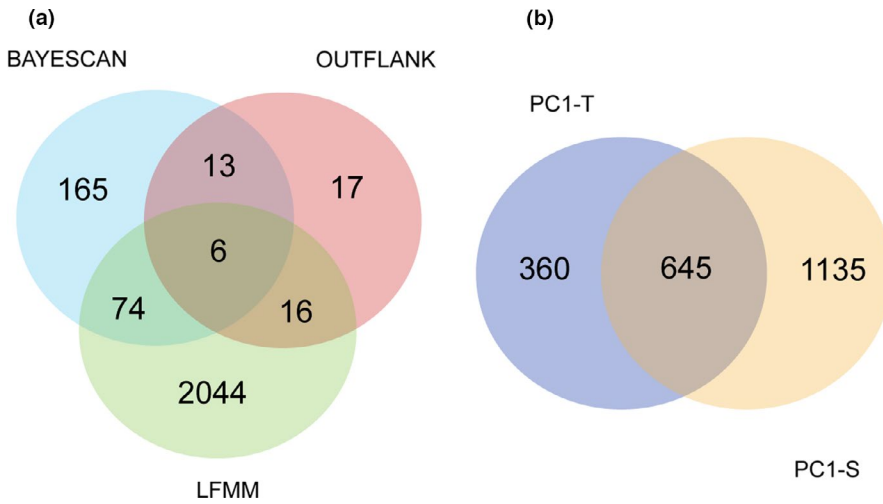 (a)
BAYESCAN
OUTFLANK
165
13
17
6
74
16
2044
LFMM
(b)
PC1-T
360
645
1135
PC1-S